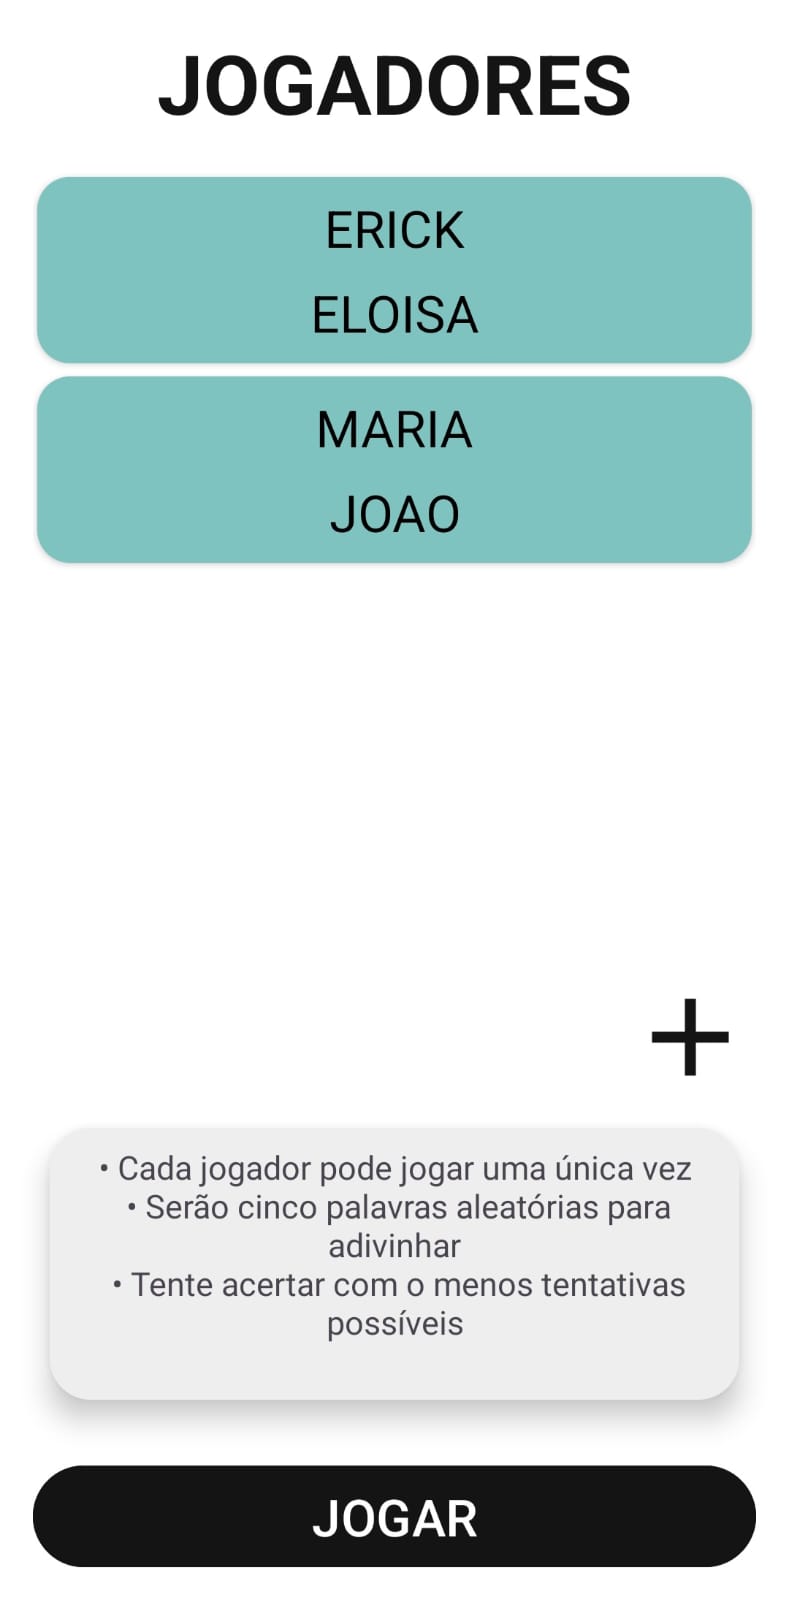 JOGADORES
ERICK
ELOISA
MARIA
JOAO
• Cada jogador pode jogar uma única vez
• Serão cinco palavras aleatórias para
adivinhar
• Tente acertar com o menos tentativas
possíveis
JOGAR